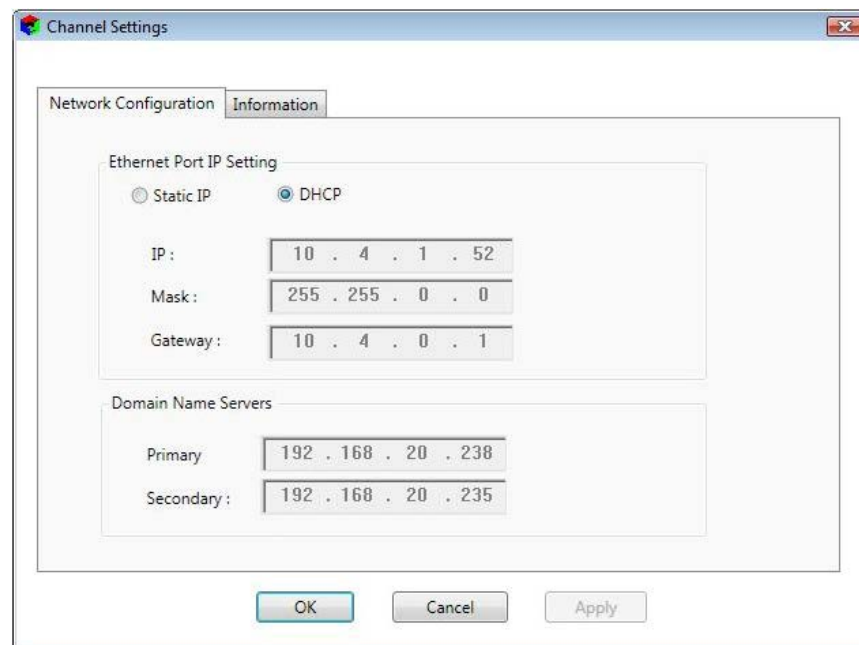 Channel Settings
Network Configuration Information
Ethernet Port IP Setting
Static IP DHCP
IP : 10 . 4 . 1 . 52
Mask : 255 . 255 . 0 . 0
Gateway : 10 . 4 . 0 . 1
Domain Name Servers
Primary 192 . 168 . 20 . 238
Secondary : 192 . 168 . 20 . 235
OK Cancel Apply